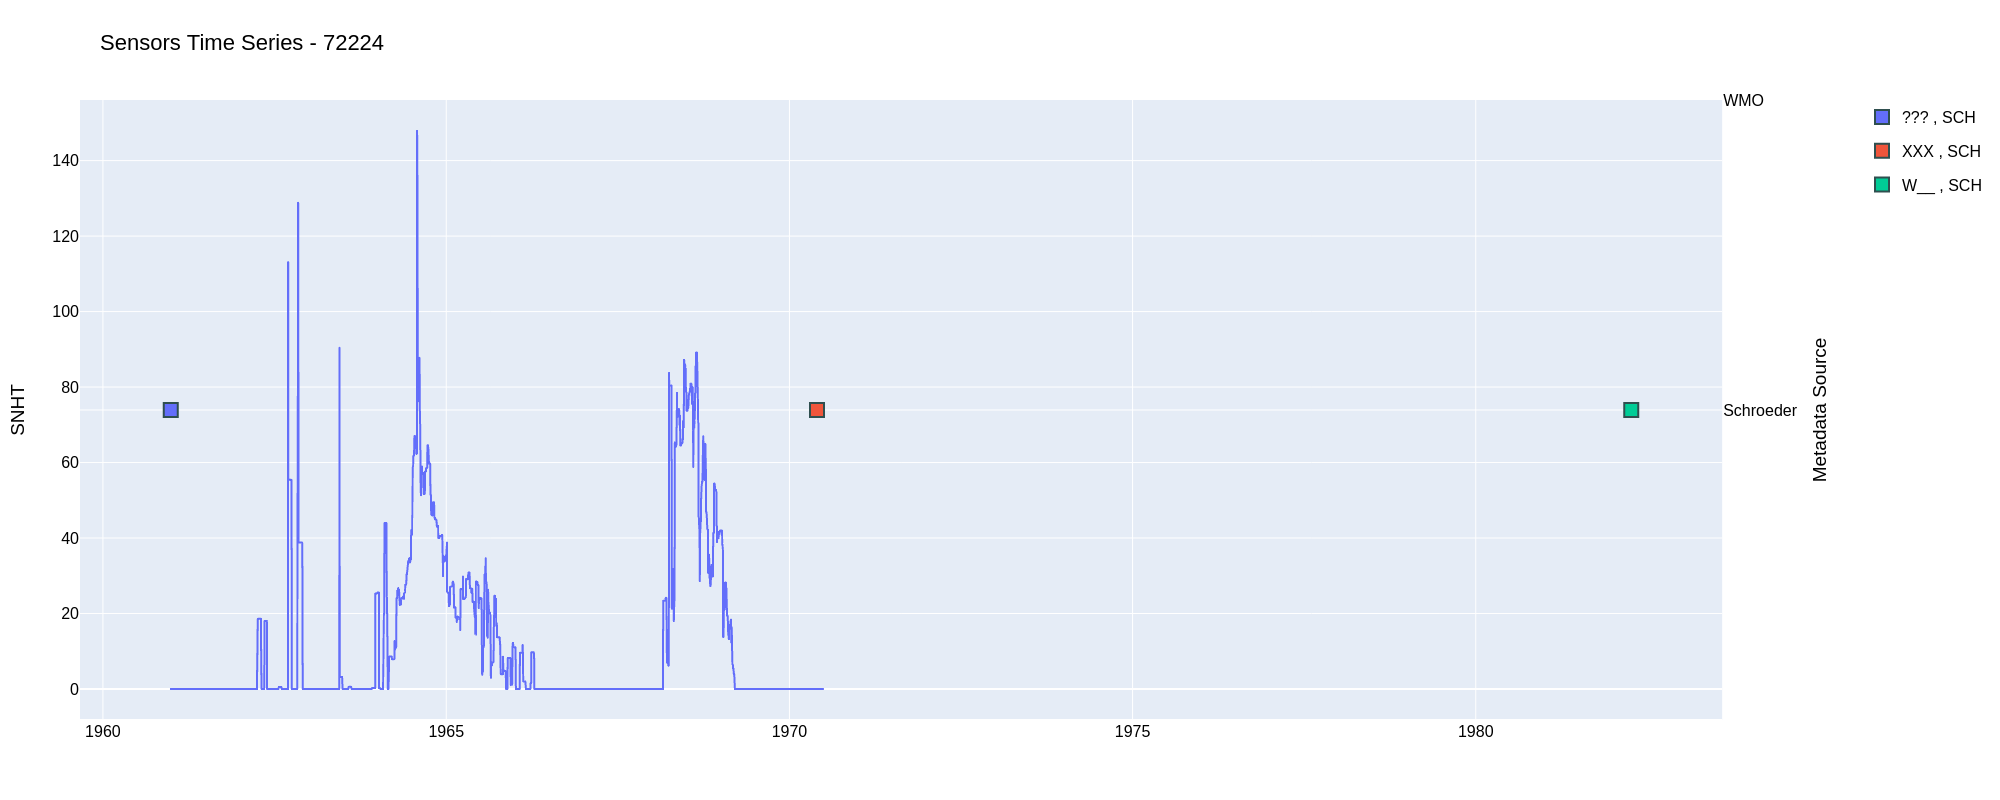 Sensors Time Series - 72224
WMO
??? , SCH
XXX , SCH
W__ , SCH
140
120
100
80
60
40
20
0
SNHT
Schroeder
Metadata Source
1960
1965
1970
1975
1980